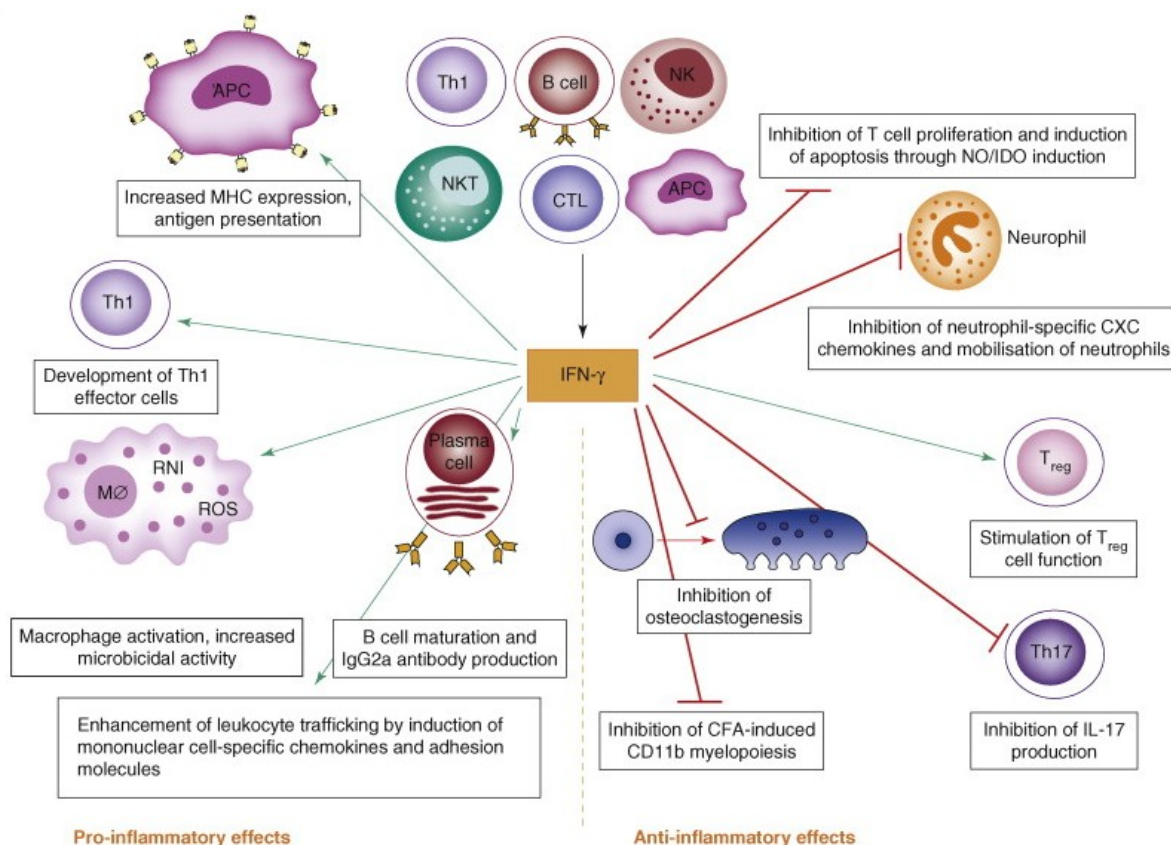 APC
Th1
B cell
NK
NKT
CTL
APC
Increased MHC expression,
antigen presentation
Inhibition of T cell proliferation and induction
of apoptosis through NO/IDO induction
Neurophil
Inhibition of neutrophil-specific CXC
chemokines and mobilisation of neutrophils
Th1
Development of Th1
effector cells
IFN-γ
MØ
RNI
ROS
Plasma
cell
Treg
Stimulation of Treg
cell function
Inhibition of
osteoclastogenesis
Macrophage activation, increased
microbicidal activity
B cell maturation and
IgG2a antibody production
Th17
Inhibition of IL-17
production
Enhancement of leukocyte trafficking by induction of
mononuclear cell-specific chemokines and adhesion
molecules
Inhibition of CFA-induced
CD11b myelopoiesis
Pro-inflammatory effects
Anti-inflammatory effects